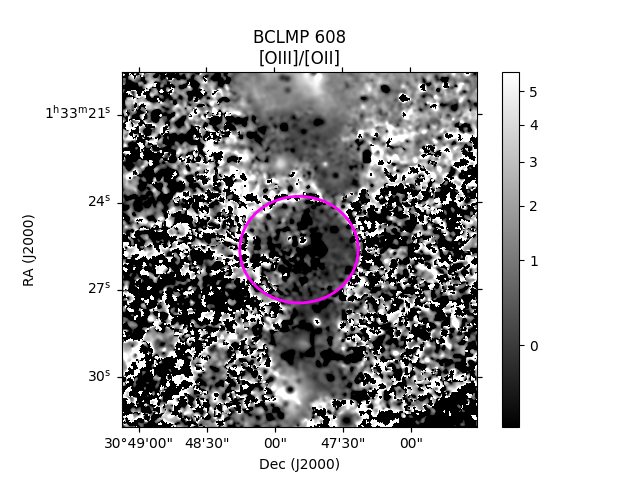 BCLMP 608
[OIII]/[OII]
1ʰ33ᵐ21ˢ
24ˢ
27ˢ
30ˢ
RA (J2000)
30°49'00" 48'30" 00" 47'30" 00"
Dec (J2000)
5
4
3
2
1
0